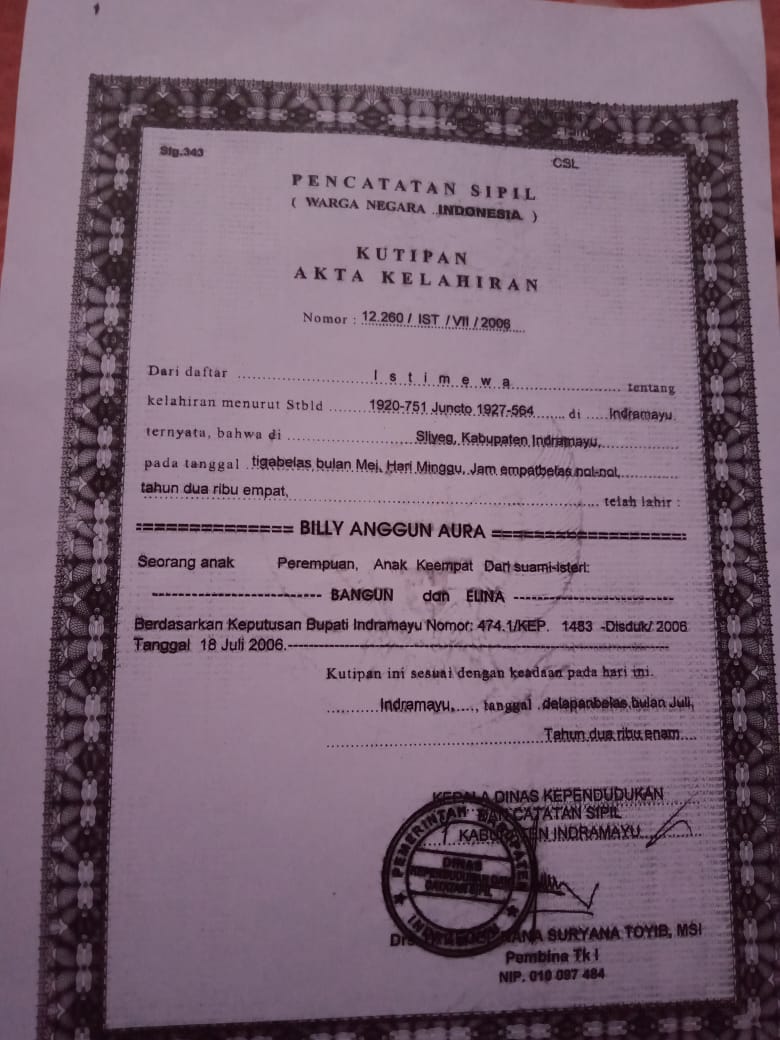 Stg.343
CSL
PENCATATAN SIPIL
( WARGA NEGARA ..INDONESIA. )
KUTIPAN
AKTA KELAHIRAN
Nomor : 12.260 / IST / VII / 2006
Dari daftar .......... I s t i m e w a .......... tentang
kelahiran menurut Stbld ....... 1920-751 Juncto 1927-564 ....... di ..... Indramayu.
ternyata, bahwa di .......... Sliyeg, Kabupaten Indramayu, ..........
pada tanggal .tigabelas bulan Mei, Hari Minggu, Jam empatbelas nol-nol, ..........
tahun dua ribu empat, .......... telah lahir :
============== BILLY ANGGUN AURA =================
Seorang anak Perempuan, Anak Keempat Dari suami-isteri:
-------------------------- BANGUN dan ELINA -------------------------
Berdasarkan Keputusan Bupati Indramayu Nomor: 474.1/KEP. 1483 -Disduk/ 2006
Tanggal 18 Juli 2006.----------------------------------------------------------
Kutipan ini sesuai dengan keadaan pada hari ini.
.......... Indramayu, ....., tanggal .delapanbelas bulan Juli,
.......... Tahun dua ribu enam....
KEPALA DINAS KEPENDUDUKAN
DAN CATATAN SIPIL
KABUPATEN INDRAMAYU
PEMERINTAH KABUPATEN
DINAS
KEPENDUDUKAN DAN
CATATAN SIPIL
INDRAMAYU
SURYANA TOYIB, MSI
Pembina Tk I
NIP. 010 097 484